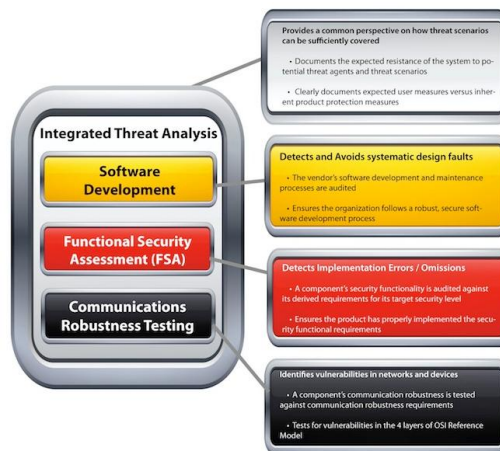 Provides a common perspective on how threat scenarios
can be sufficiently covered
• Documents the expected resistance of the system to po-
tential threat agents and threat scenarios
• Clearly documents expected user measures versus inher-
ent product protection measures
Integrated Threat Analysis
Software
Development
Detects and Avoids systematic design faults
• The vendor's software development and maintenance
processes are audited
• Ensures the organization follows a robust, secure soft-
ware development process
Functional Security
Assessment (FSA)
Detects Implementation Errors / Omissions
• A component's security functionality is audited against
its derived requirements for its target security level
• Ensures the product has properly implemented the secu-
rity functional requirements
Communications
Robustness Testing
Identifies vulnerabilities in networks and devices
• A component's communication robustness is tested
against communication robustness requirements
• Tests for vulnerabilities in the 4 layers of OSI Reference
Model